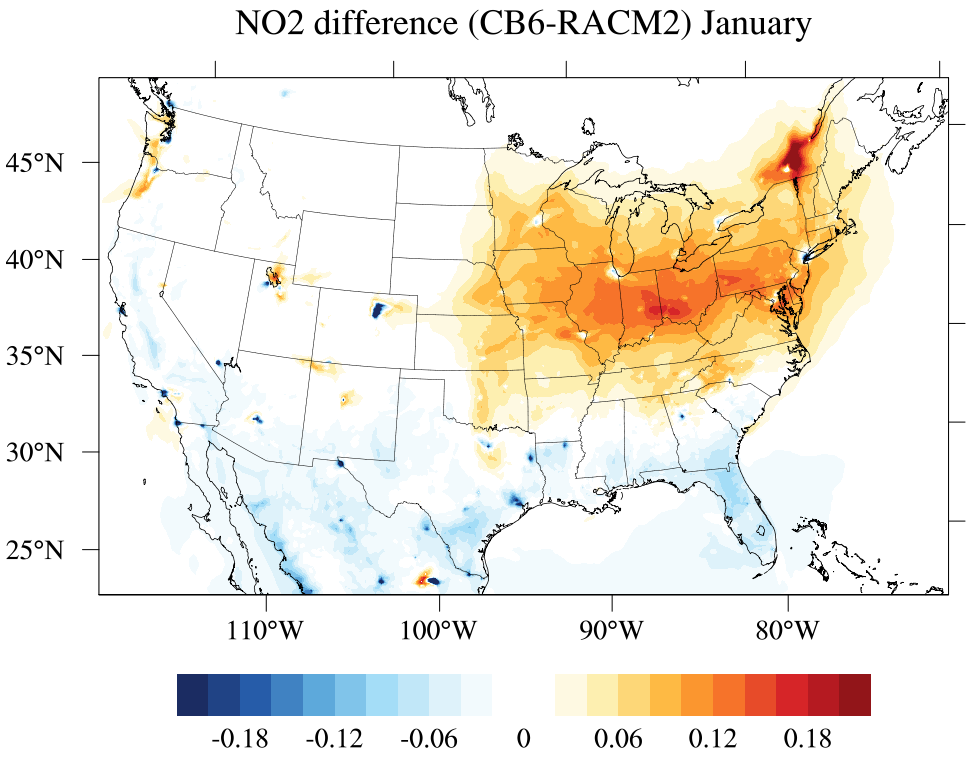 NO2 difference (CB6-RACM2) January
45°N
40°N
35°N
30°N
25°N
110°W 100°W 90°W 80°W
-0.18 -0.12 -0.06 0 0.06 0.12 0.18